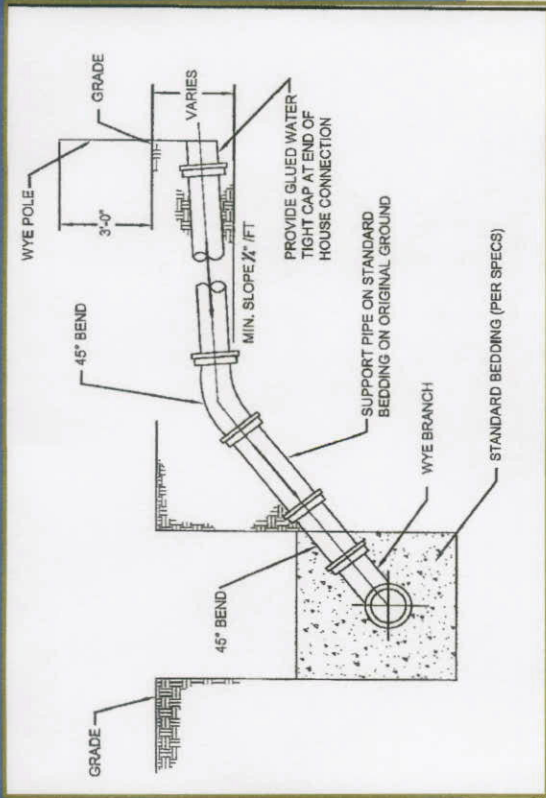 WYE POLE
GRADE
3'-0"
VARIES
45° BEND
MIN. SLOPE ¼" /FT
PROVIDE GLUED WATER
TIGHT CAP AT END OF
HOUSE CONNECTION
SUPPORT PIPE ON STANDARD
BEDDING ON ORIGINAL GROUND
45° BEND
WYE BRANCH
GRADE
STANDARD BEDDING (PER SPECS)